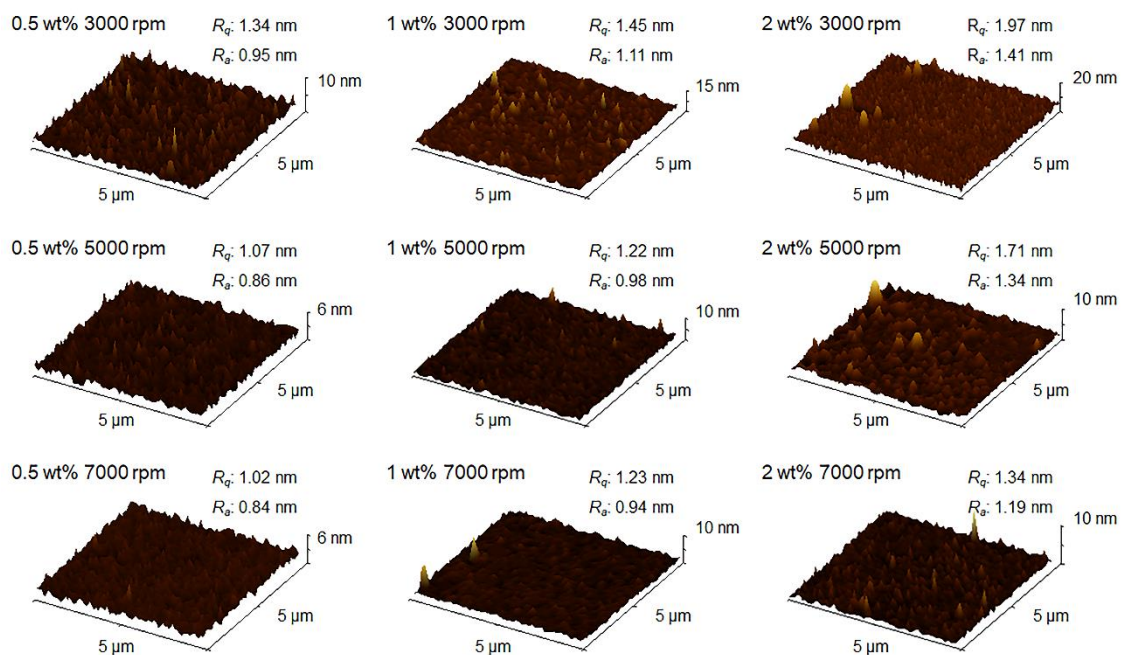 0.5 wt% 3000 rpm
Rq: 1.34 nm
Ra: 0.95 nm
10 nm
5 µm
5 µm
1 wt% 3000 rpm
Rq: 1.45 nm
Ra: 1.11 nm
15 nm
5 µm
5 µm
2 wt% 3000 rpm
Rq: 1.97 nm
Ra: 1.41 nm
20 nm
5 µm
5 µm
0.5 wt% 5000 rpm
Rq: 1.07 nm
Ra: 0.86 nm
6 nm
5 µm
5 µm
1 wt% 5000 rpm
Rq: 1.22 nm
Ra: 0.98 nm
10 nm
5 µm
5 µm
2 wt% 5000 rpm
Rq: 1.71 nm
Ra: 1.34 nm
10 nm
5 µm
5 µm
0.5 wt% 7000 rpm
Rq: 1.02 nm
Ra: 0.84 nm
6 nm
5 µm
5 µm
1 wt% 7000 rpm
Rq: 1.23 nm
Ra: 0.94 nm
10 nm
5 µm
5 µm
2 wt% 7000 rpm
Rq: 1.34 nm
Ra: 1.19 nm
10 nm
5 µm
5 µm